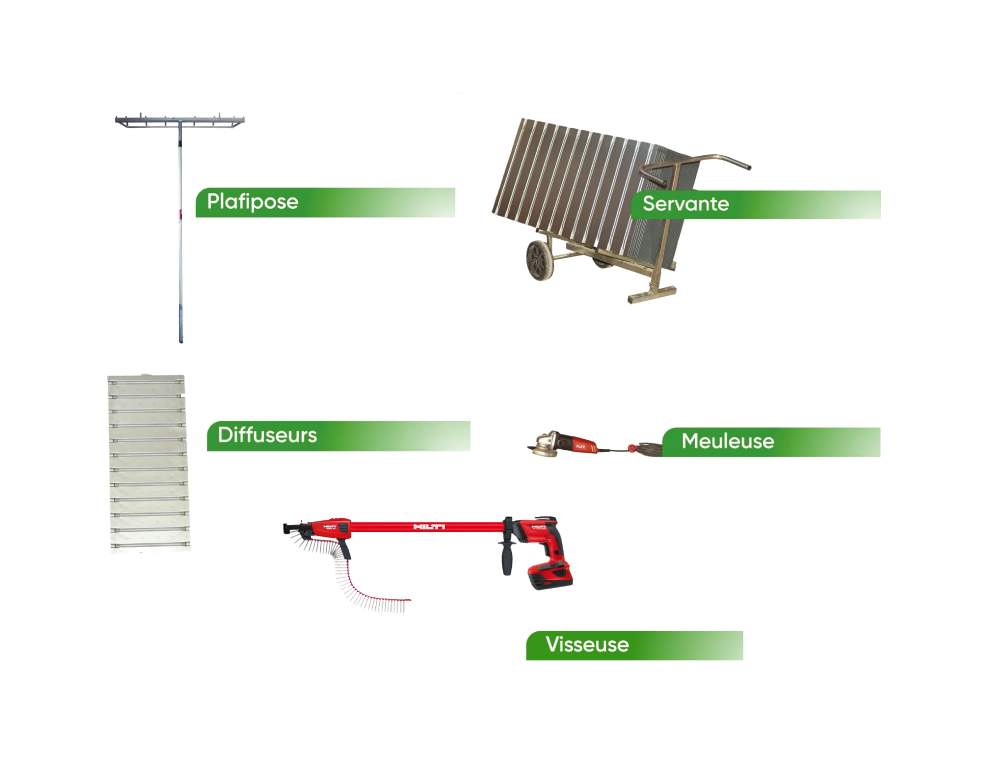 Plafipose
Servante
Diffuseurs
Meuleuse
HILTI
Visseuse